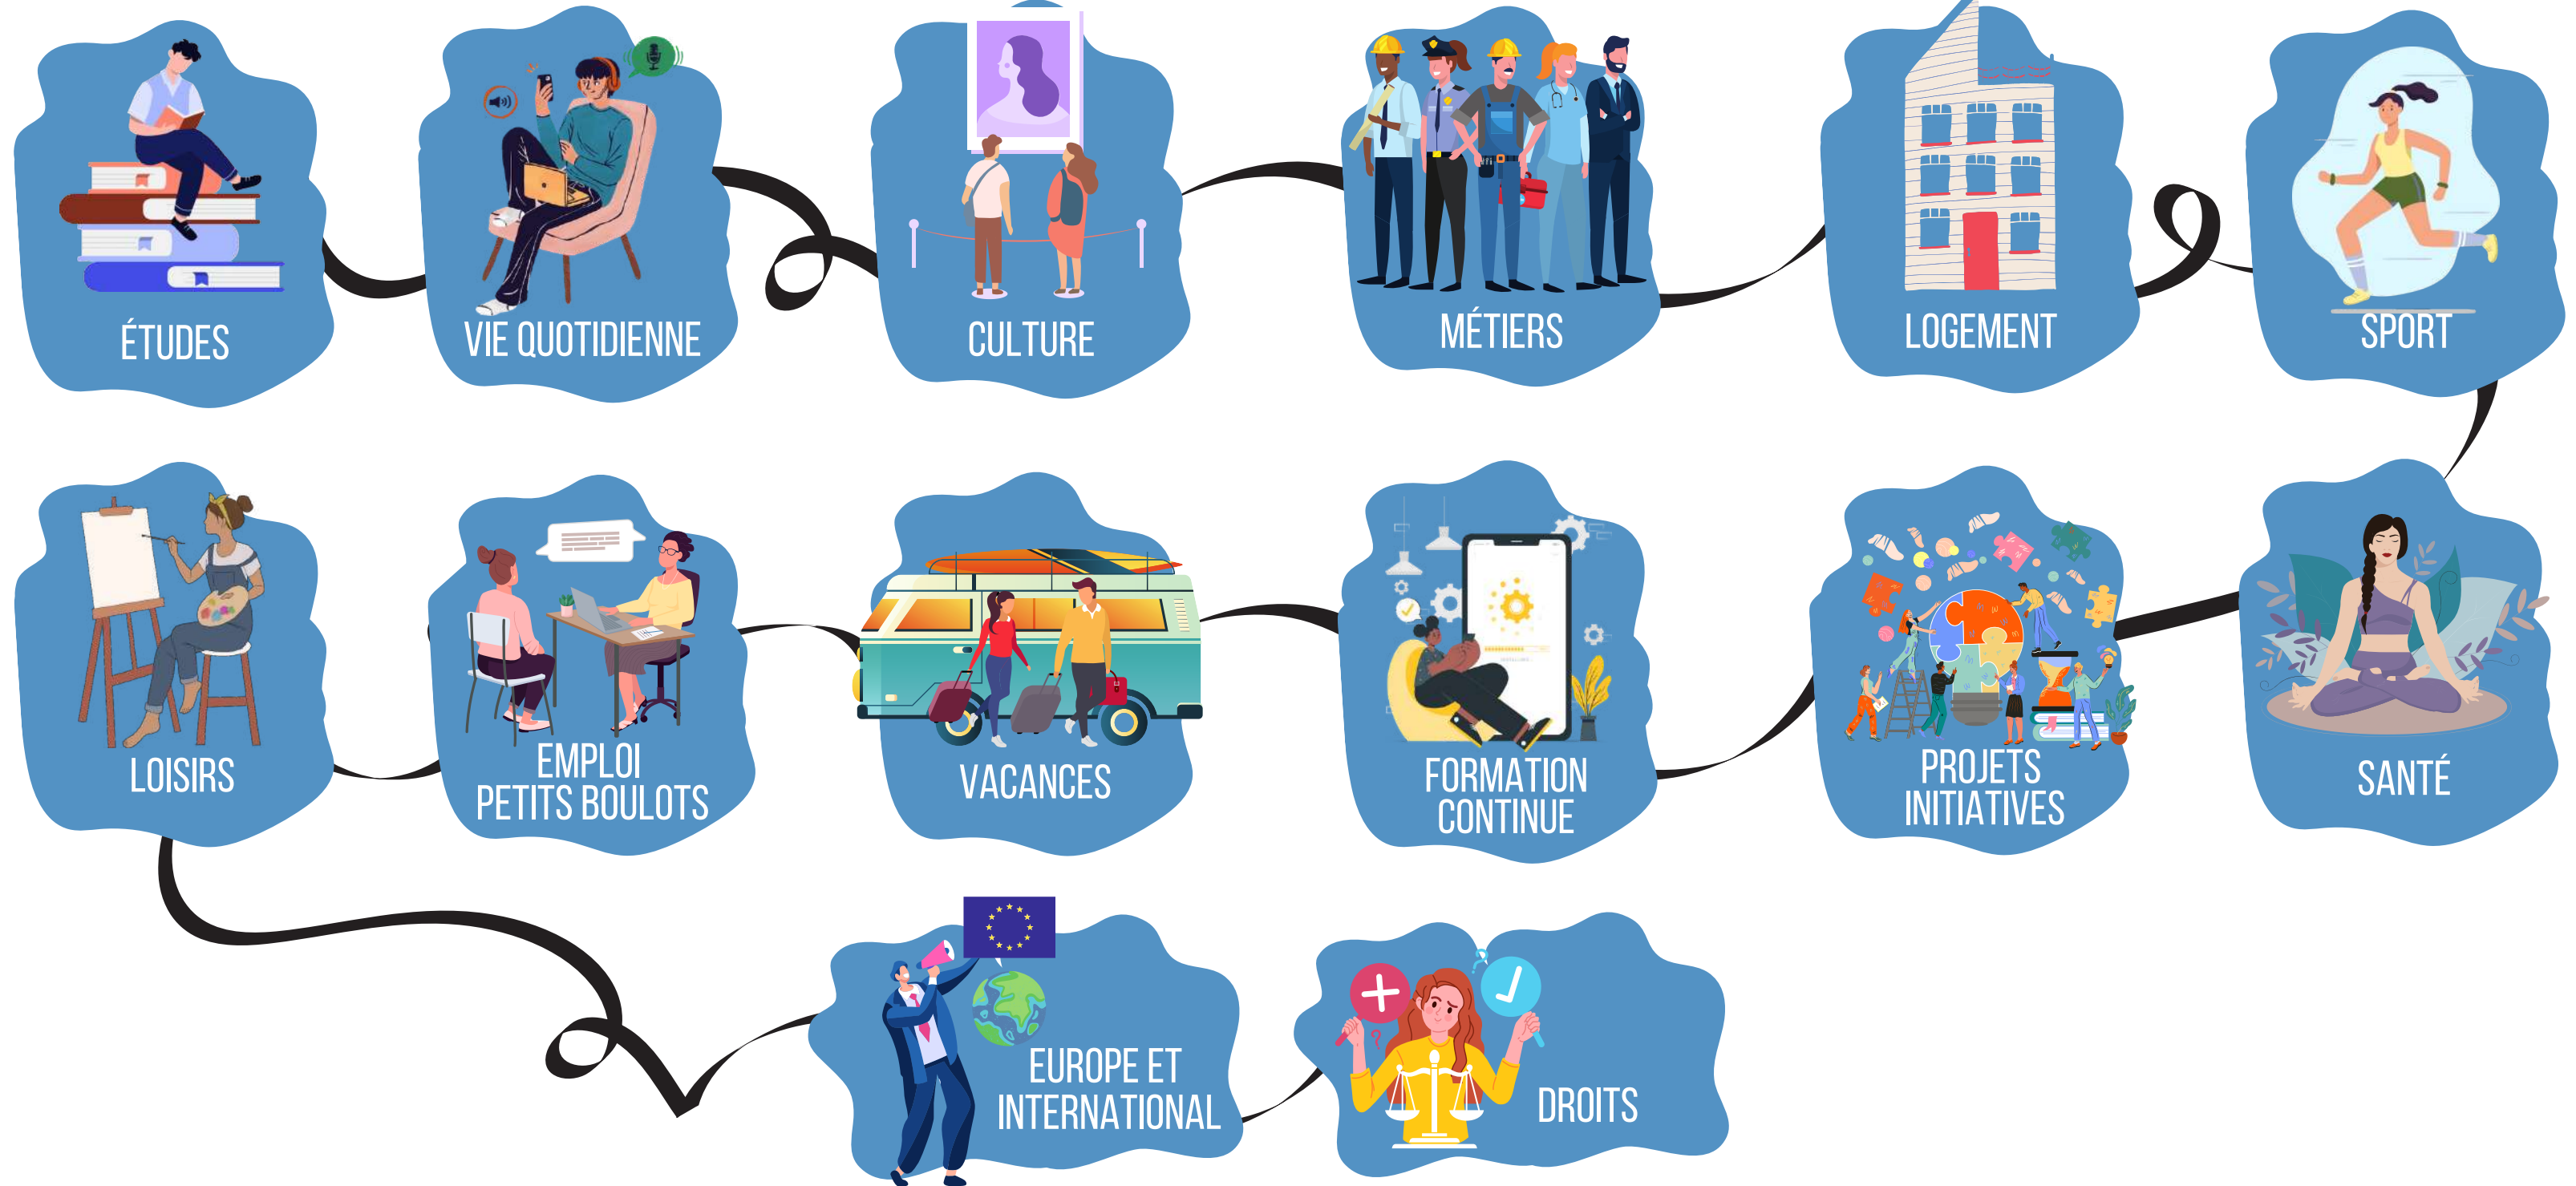 ÉTUDES
VIE QUOTIDIENNE
CULTURE
MÉTIERS
LOGEMENT
SPORT
LOISIRS
EMPLOI
PETITS BOULOTS
VACANCES
FORMATION
CONTINUE
PROJETS
INITIATIVES
SANTÉ
EUROPE ET
INTERNATIONAL
DROITS